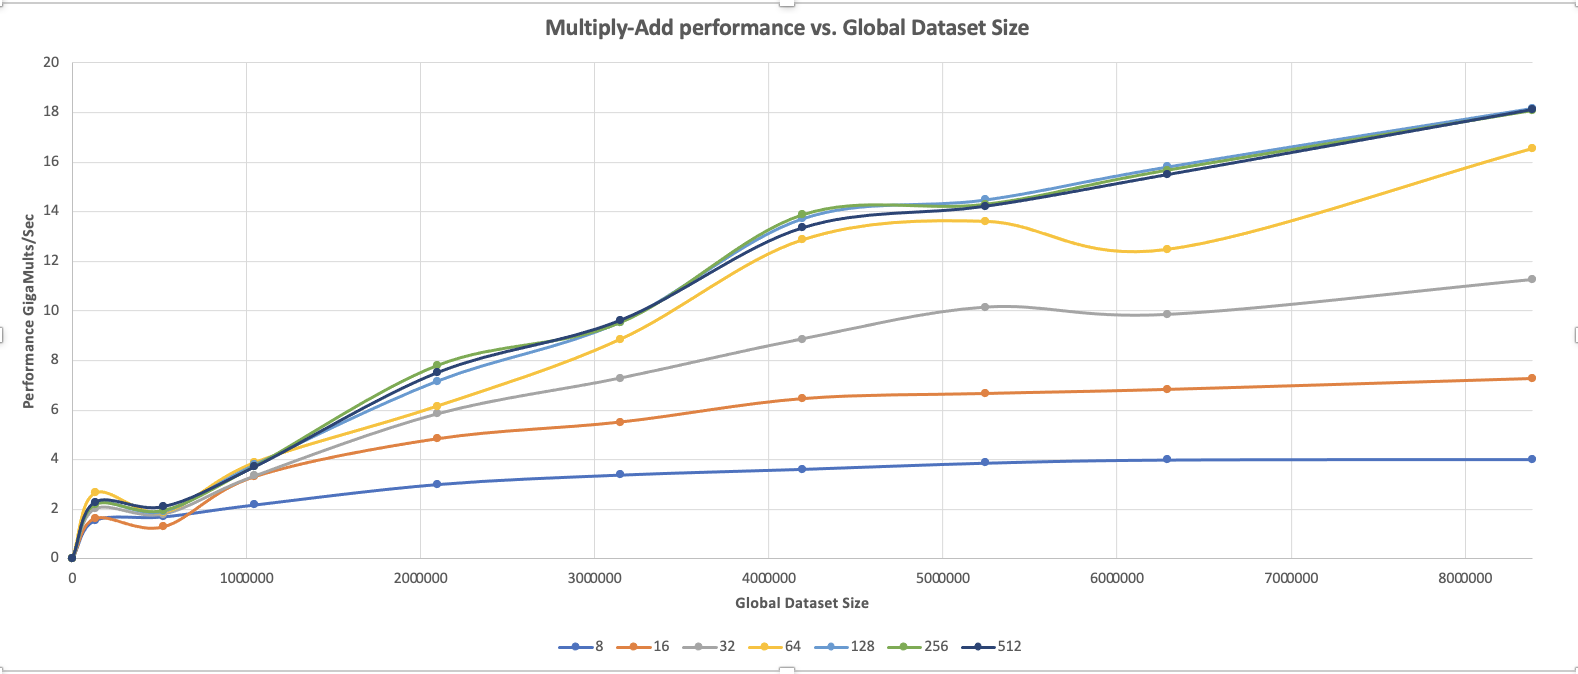 Multiply-Add performance vs. Global Dataset Size
20
18
16
14
12
10
8
6
4
2
0
Performance GigaMults/Sec
0 1000000 2000000 3000000 4000000 5000000 6000000 7000000 8000000
Global Dataset Size
8 16 32 64 128 256 512